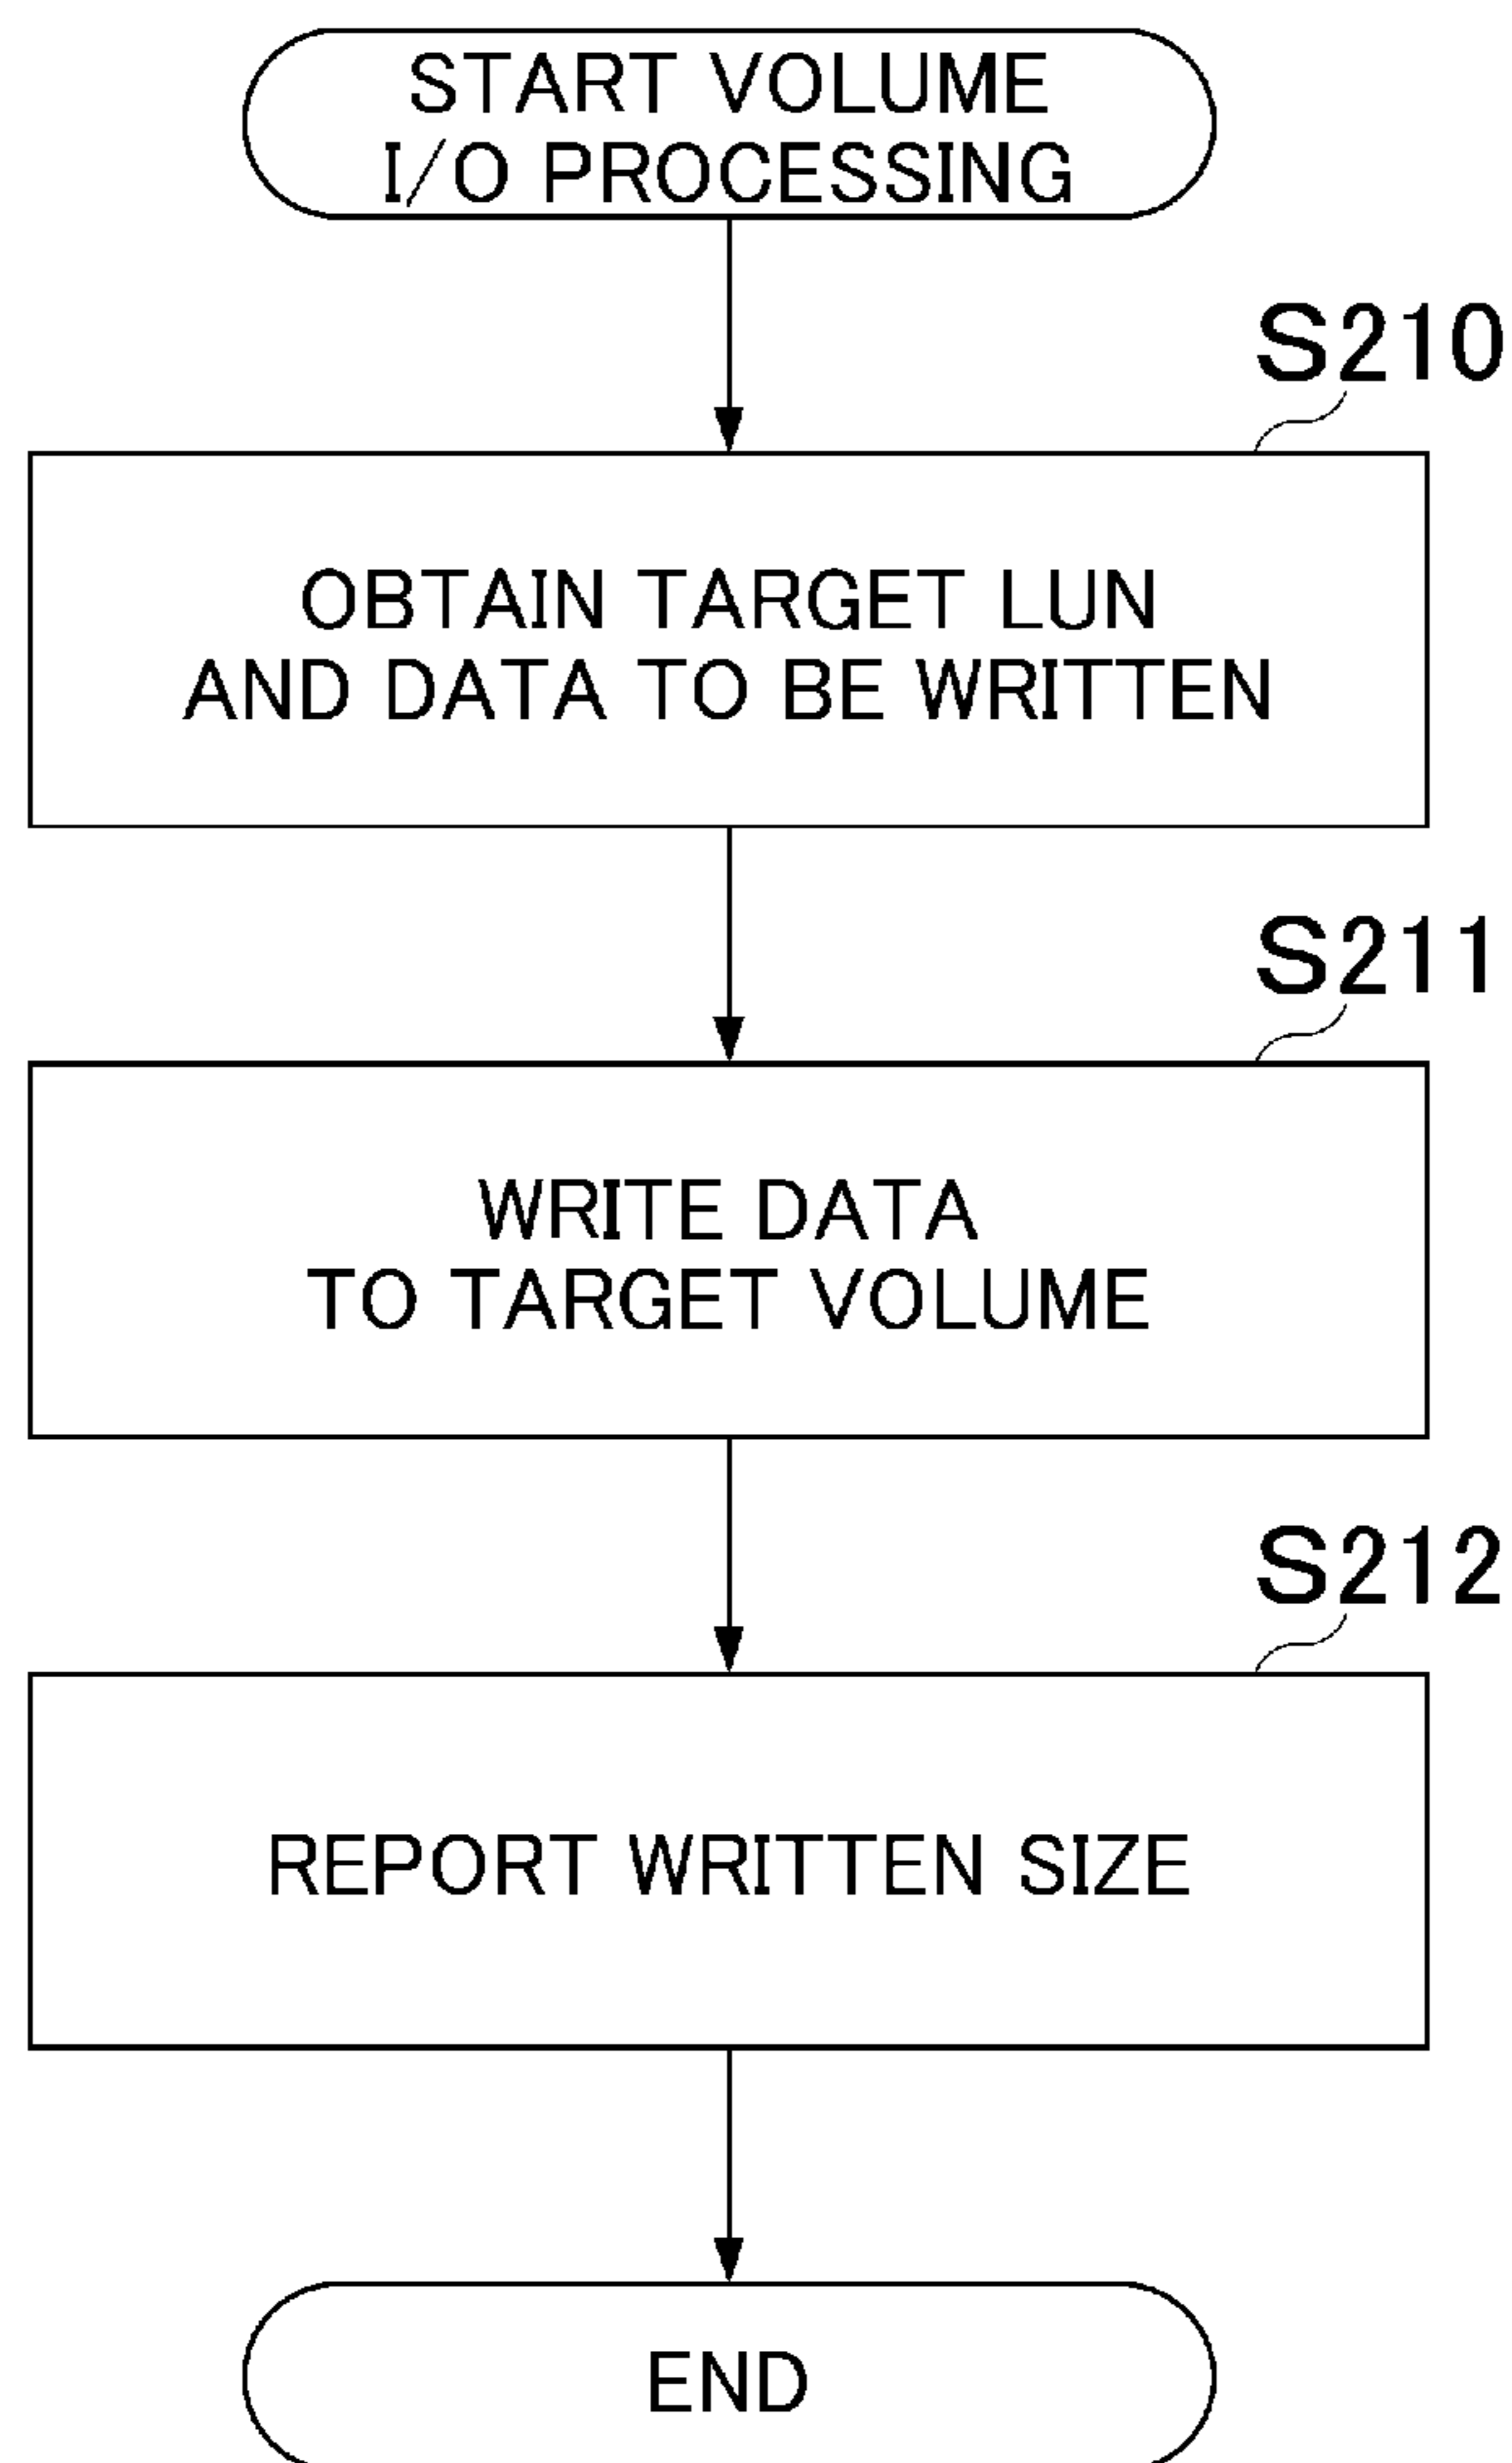 START VOLUME
I/O PROCESSING
S210
OBTAIN TARGET LUN
AND DATA TO BE WRITTEN
S211
WRITE DATA
TO TARGET VOLUME
S212
REPORT WRITTEN SIZE
END